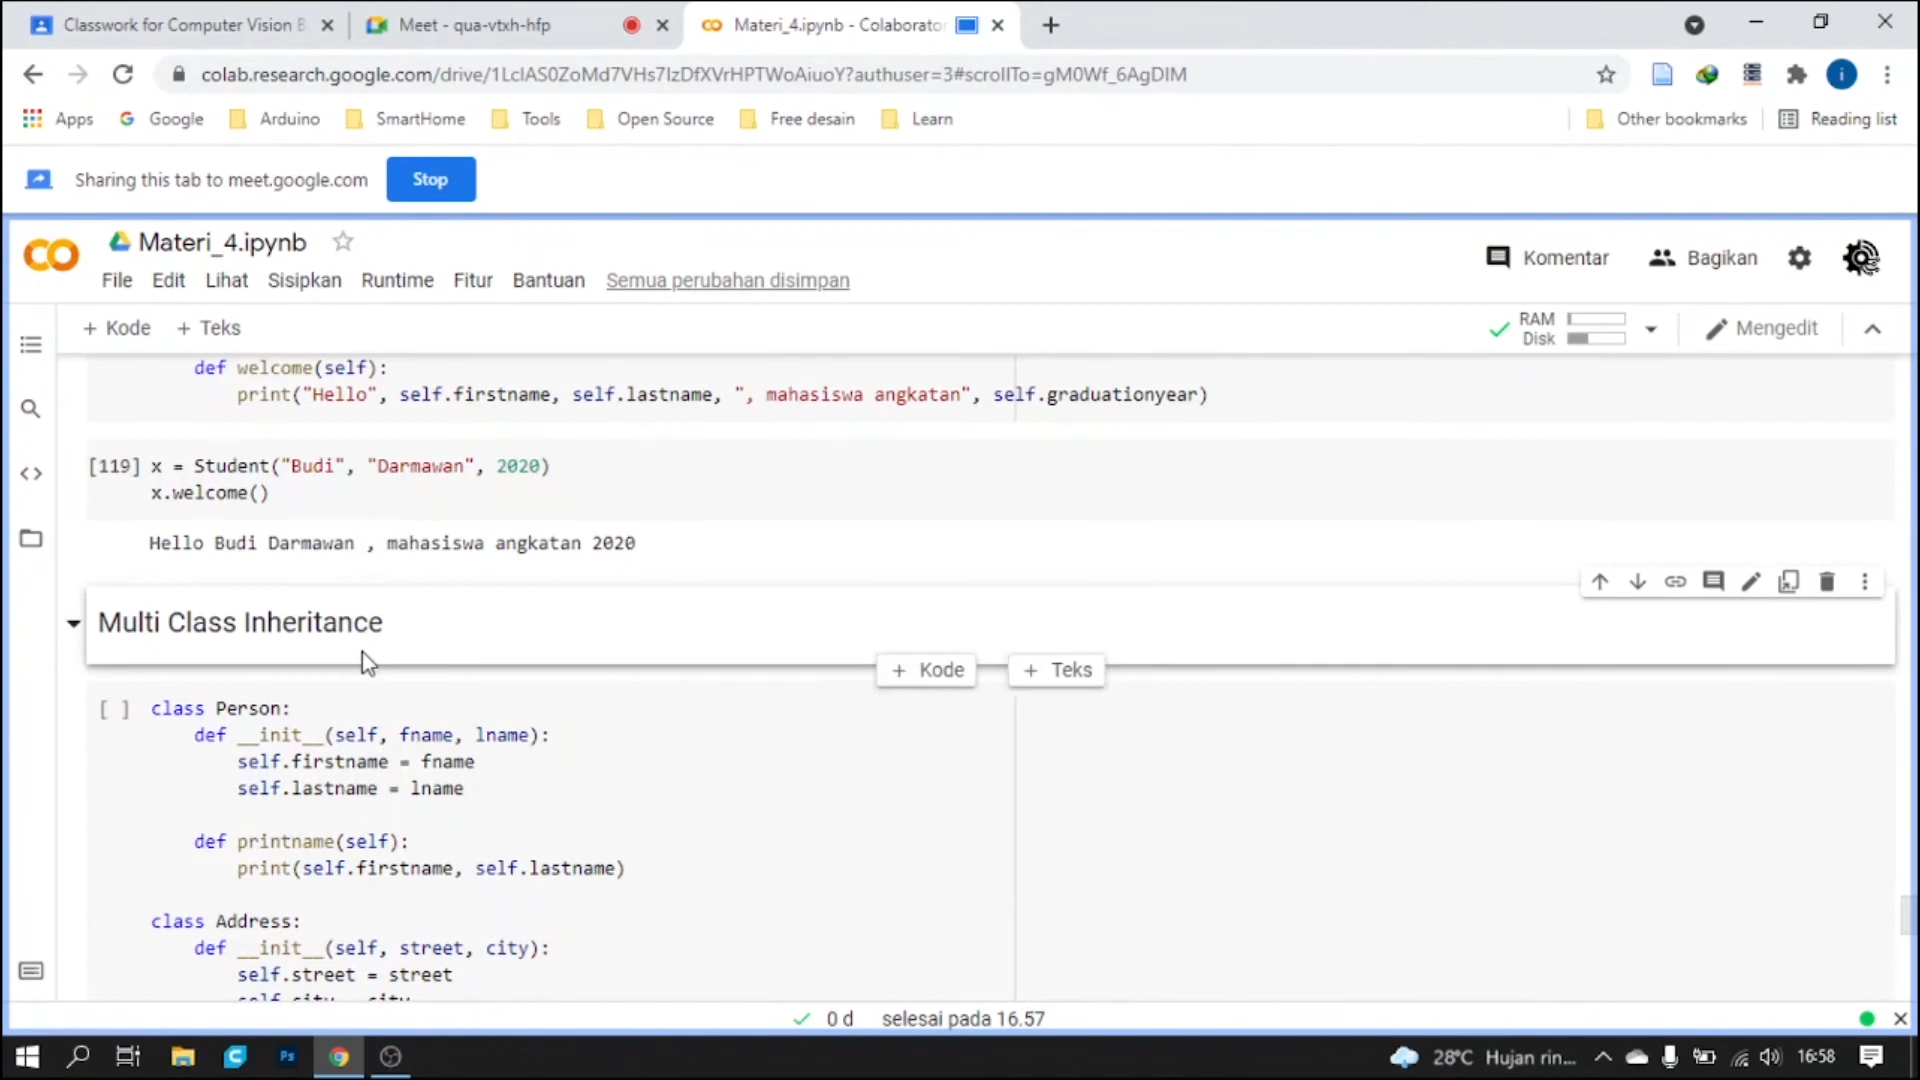 Classwork for Computer Vision B
Meet - qua-vtxh-hfp
Materi_4.ipynb - Colaborator
colab.research.google.com/drive/1LclAS0ZoMd7VHs7IzDfXVrHPTWoAiuoY?authuser=3#scrollTo=gM0Wf_6AgDIM
i
Apps Google Arduino SmartHome Tools Open Source Free desain Learn Other bookmarks Reading list
Sharing this tab to meet.google.com Stop
Materi_4.ipynb
Komentar Bagikan
File Edit Lihat Sisipkan Runtime Fitur Bantuan Semua perubahan disimpan
+ Kode + Teks
RAM
Disk
Mengedit
def welcome(self):
print("Hello", self.firstname, self.lastname, ", mahasiswa angkatan", self.graduationyear)
[119] x = Student("Budi", "Darmawan", 2020)
x.welcome()
Hello Budi Darmawan , mahasiswa angkatan 2020
Multi Class Inheritance
+ Kode + Teks
[ ] class Person:
def __init__(self, fname, lname):
self.firstname = fname
self.lastname = lname
def printname(self):
print(self.firstname, self.lastname)
class Address:
def __init__(self, street, city):
self.street = street
self.city = city
0 d selesai pada 16.57
Ps
28°C Hujan rin... 16:58